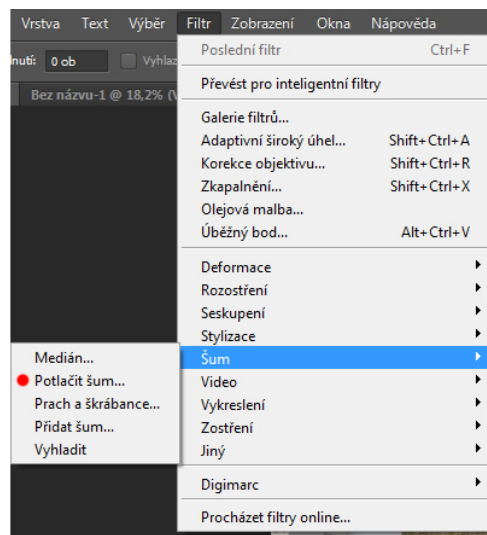 Vrstva Text Výběr Filtr Zobrazení Okna Nápověda
0 ob Vyhlaz
Bez názvu-1 @ 18,2% (V
Poslední filtr Ctrl+F
Převést pro inteligentní filtry
Galerie filtrů...
Adaptivní široký úhel... Shift+Ctrl+A
Korekce objektivu... Shift+Ctrl+R
Zkapalnění... Shift+Ctrl+X
Olejová malba...
Úběžný bod... Alt+Ctrl+V
Deformace
Rozostření
Seskupení
Stylizace
Šum
Video
Vykreslení
Zostření
Jiný
Digimarc
Procházet filtry online...
Medián...
Potlačit šum...
Prach a škrábance...
Přidat šum...
Vyhladit